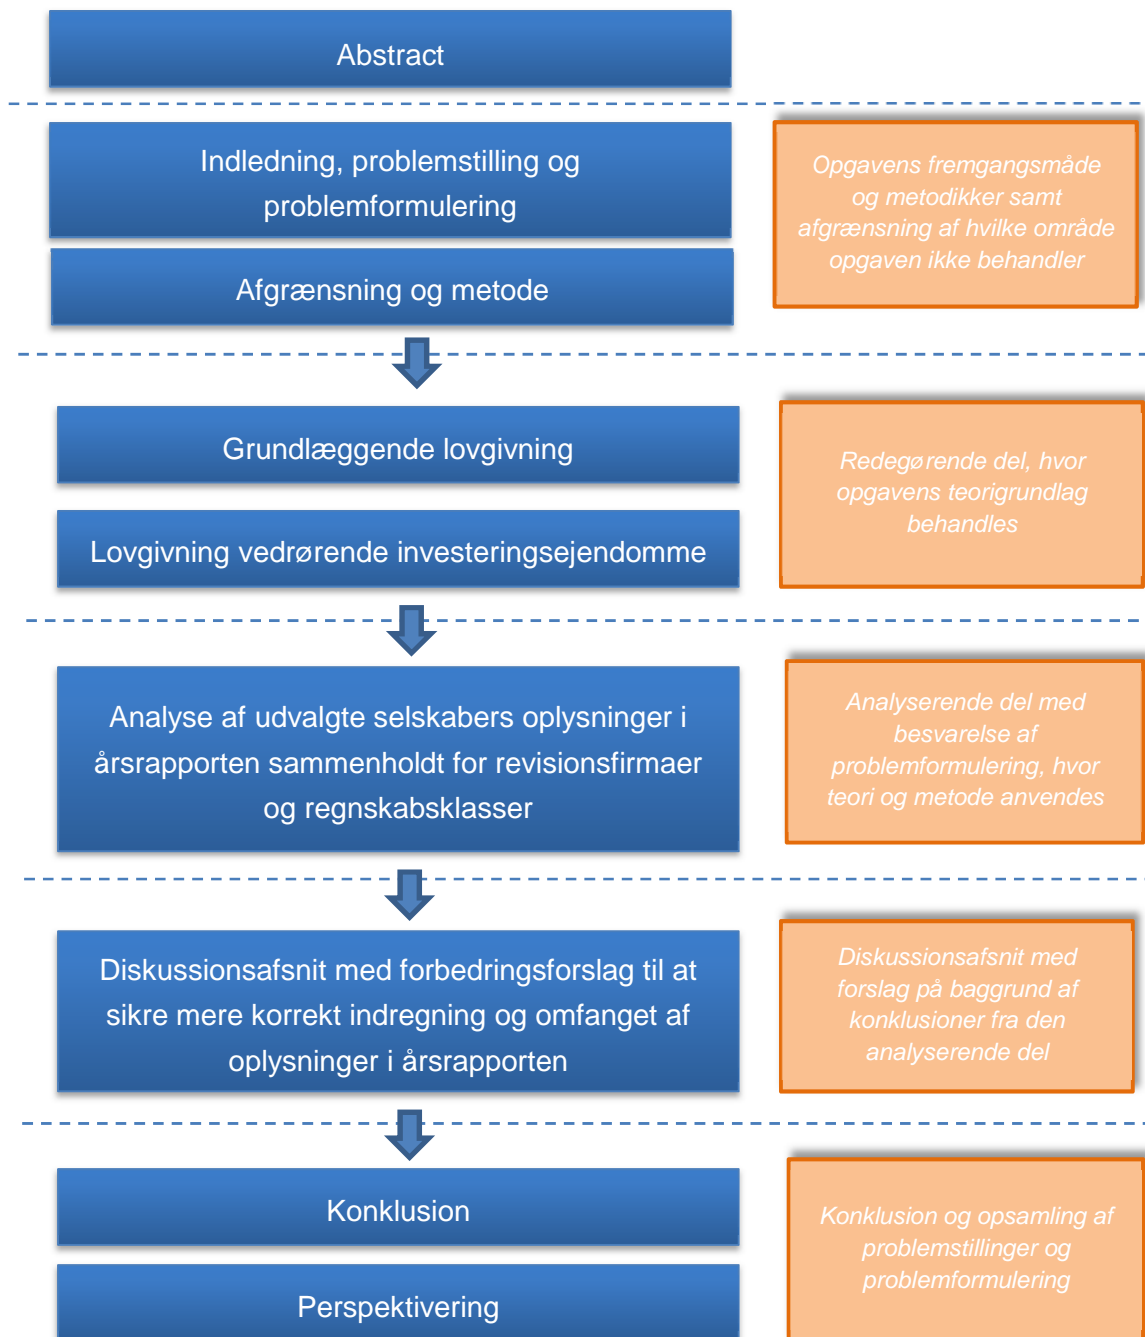 Abstract
Indledning, problemstilling og
problemformulering
Afgrænsning og metode
Opgavens fremgangsmåde
og metodikker samt
afgrænsning af hvilke område
opgaven ikke behandler
Grundlæggende lovgivning
Lovgivning vedrørende investeringsejendomme
Redegørende del, hvor
opgavens teorigrundlag
behandles
Analyse af udvalgte selskabers oplysninger i
årsrapporten sammenholdt for revisionsfirmaer
og regnskabsklasser
Analyserende del med
besvarelse af
problemformulering, hvor
teori og metode anvendes
Diskussionsafsnit med forbedringsforslag til at
sikre mere korrekt indregning og omfanget af
oplysninger i årsrapporten
Diskussionsafsnit med
forslag på baggrund af
konklusioner fra den
analyserende del
Konklusion
Perspektivering
Konklusion og opsamling af
problemstillinger og
problemformulering